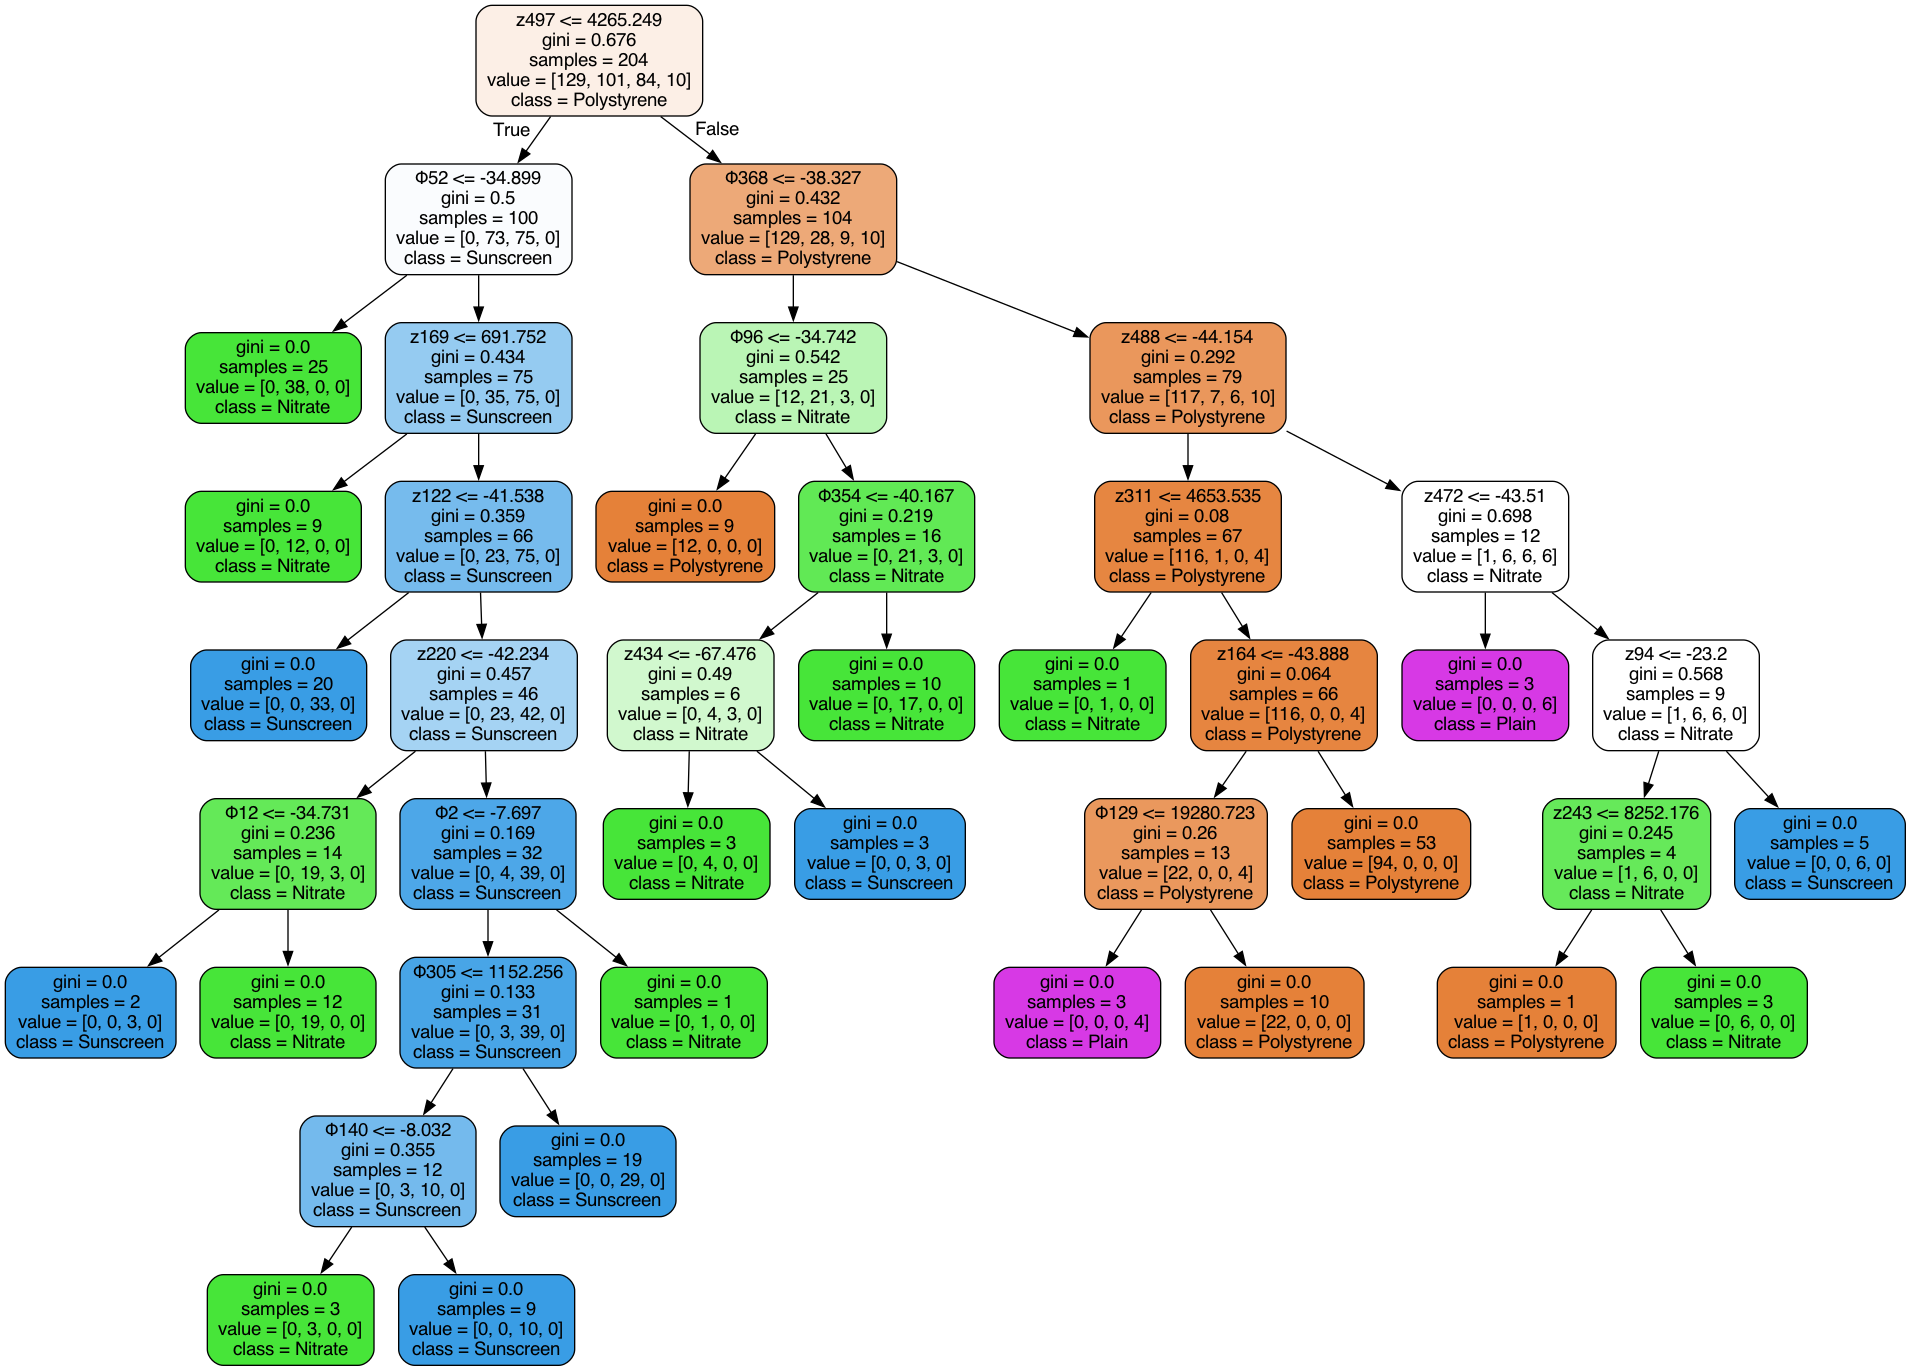 z497 <= 4265.249
gini = 0.676
samples = 204
value = [129, 101, 84, 10]
class = Polystyrene
True
False
Φ52 <= -34.899
gini = 0.5
samples = 100
value = [0, 73, 75, 0]
class = Sunscreen
Φ368 <= -38.327
gini = 0.432
samples = 104
value = [129, 28, 9, 10]
class = Polystyrene
gini = 0.0
samples = 25
value = [0, 38, 0, 0]
class = Nitrate
z169 <= 691.752
gini = 0.434
samples = 75
value = [0, 35, 75, 0]
class = Sunscreen
Φ96 <= -34.742
gini = 0.542
samples = 25
value = [12, 21, 3, 0]
class = Nitrate
z488 <= -44.154
gini = 0.292
samples = 79
value = [117, 7, 6, 10]
class = Polystyrene
gini = 0.0
samples = 9
value = [0, 12, 0, 0]
class = Nitrate
z122 <= -41.538
gini = 0.359
samples = 66
value = [0, 23, 75, 0]
class = Sunscreen
gini = 0.0
samples = 9
value = [12, 0, 0, 0]
class = Polystyrene
Φ354 <= -40.167
gini = 0.219
samples = 16
value = [0, 21, 3, 0]
class = Nitrate
z311 <= 4653.535
gini = 0.08
samples = 67
value = [116, 1, 0, 4]
class = Polystyrene
z472 <= -43.51
gini = 0.698
samples = 12
value = [1, 6, 6, 6]
class = Nitrate
gini = 0.0
samples = 20
value = [0, 0, 33, 0]
class = Sunscreen
z220 <= -42.234
gini = 0.457
samples = 46
value = [0, 23, 42, 0]
class = Sunscreen
z434 <= -67.476
gini = 0.49
samples = 6
value = [0, 4, 3, 0]
class = Nitrate
gini = 0.0
samples = 10
value = [0, 17, 0, 0]
class = Nitrate
gini = 0.0
samples = 1
value = [0, 1, 0, 0]
class = Nitrate
z164 <= -43.888
gini = 0.064
samples = 66
value = [116, 0, 0, 4]
class = Polystyrene
gini = 0.0
samples = 3
value = [0, 0, 0, 6]
class = Plain
z94 <= -23.2
gini = 0.568
samples = 9
value = [1, 6, 6, 0]
class = Nitrate
Φ12 <= -34.731
gini = 0.236
samples = 14
value = [0, 19, 3, 0]
class = Nitrate
Φ2 <= -7.697
gini = 0.169
samples = 32
value = [0, 4, 39, 0]
class = Sunscreen
gini = 0.0
samples = 3
value = [0, 4, 0, 0]
class = Nitrate
gini = 0.0
samples = 3
value = [0, 0, 3, 0]
class = Sunscreen
Φ129 <= 19280.723
gini = 0.26
samples = 13
value = [22, 0, 0, 4]
class = Polystyrene
gini = 0.0
samples = 53
value = [94, 0, 0, 0]
class = Polystyrene
z243 <= 8252.176
gini = 0.245
samples = 4
value = [1, 6, 0, 0]
class = Nitrate
gini = 0.0
samples = 5
value = [0, 0, 6, 0]
class = Sunscreen
gini = 0.0
samples = 2
value = [0, 0, 3, 0]
class = Sunscreen
gini = 0.0
samples = 12
value = [0, 19, 0, 0]
class = Nitrate
Φ305 <= 1152.256
gini = 0.133
samples = 31
value = [0, 3, 39, 0]
class = Sunscreen
gini = 0.0
samples = 1
value = [0, 1, 0, 0]
class = Nitrate
gini = 0.0
samples = 3
value = [0, 0, 0, 4]
class = Plain
gini = 0.0
samples = 10
value = [22, 0, 0, 0]
class = Polystyrene
gini = 0.0
samples = 1
value = [1, 0, 0, 0]
class = Polystyrene
gini = 0.0
samples = 3
value = [0, 6, 0, 0]
class = Nitrate
Φ140 <= -8.032
gini = 0.355
samples = 12
value = [0, 3, 10, 0]
class = Sunscreen
gini = 0.0
samples = 19
value = [0, 0, 29, 0]
class = Sunscreen
gini = 0.0
samples = 3
value = [0, 3, 0, 0]
class = Nitrate
gini = 0.0
samples = 9
value = [0, 0, 10, 0]
class = Sunscreen